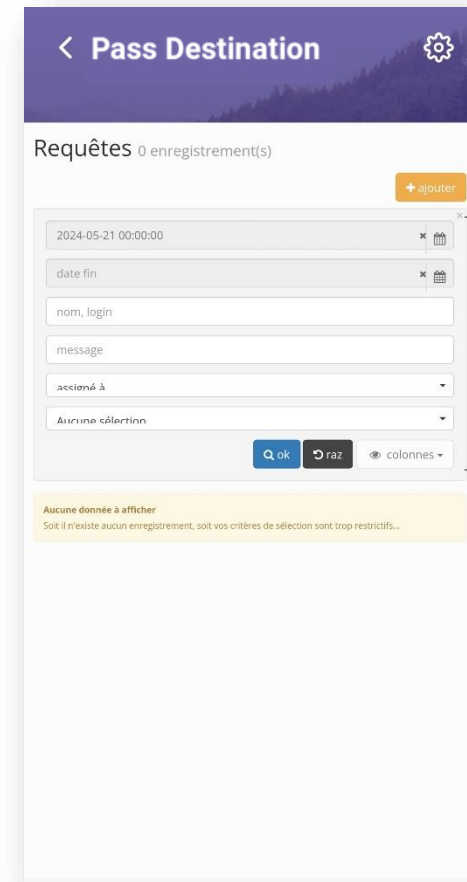 Pass Destination
Requêtes 0 enregistrement(s)
ajouter
2024-05-21 00:00:00
date fin
nom, login
message
assigné à
Aucune sélection
ok raz colonnes
Aucune donnée à afficher
Soit il n'existe aucun enregistrement, soit vos critères de sélection sont trop restrictifs...